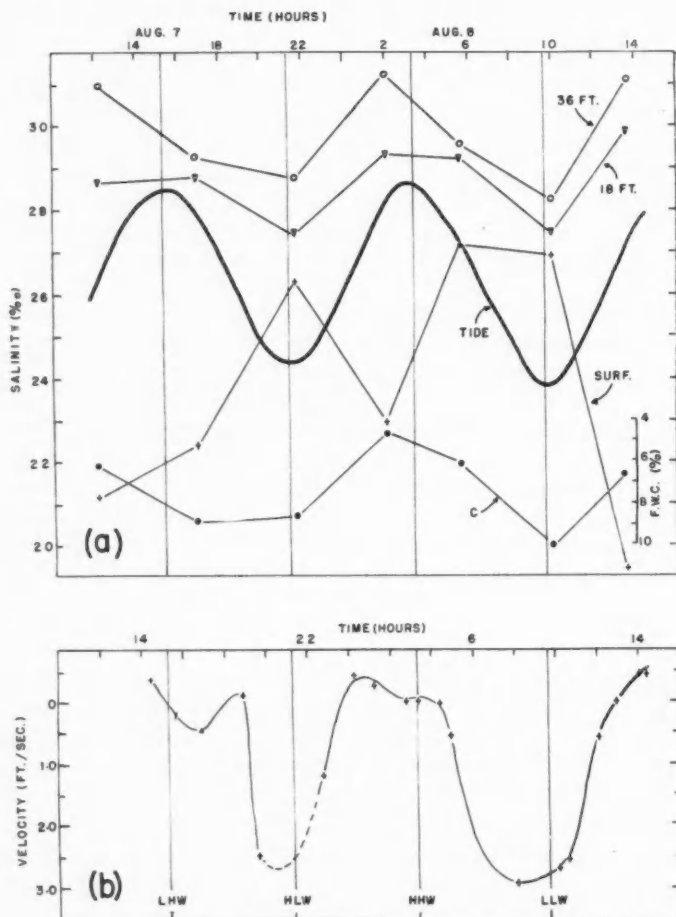 TIME (HOURS)
AUG. 7 AUG. 8
14 18 22 2 6 10 14
36 FT.
18 FT.
TIDE
SURF.
C
SALINITY (‰)
30
28
26
24
22
20
4
6
8
10
F.W.C. (%)
(a)
TIME (HOURS)
14 22 6 14
VELOCITY (FT./SEC.)
0
1.0
2.0
3.0
(b)
LHW HLW HHW LLW